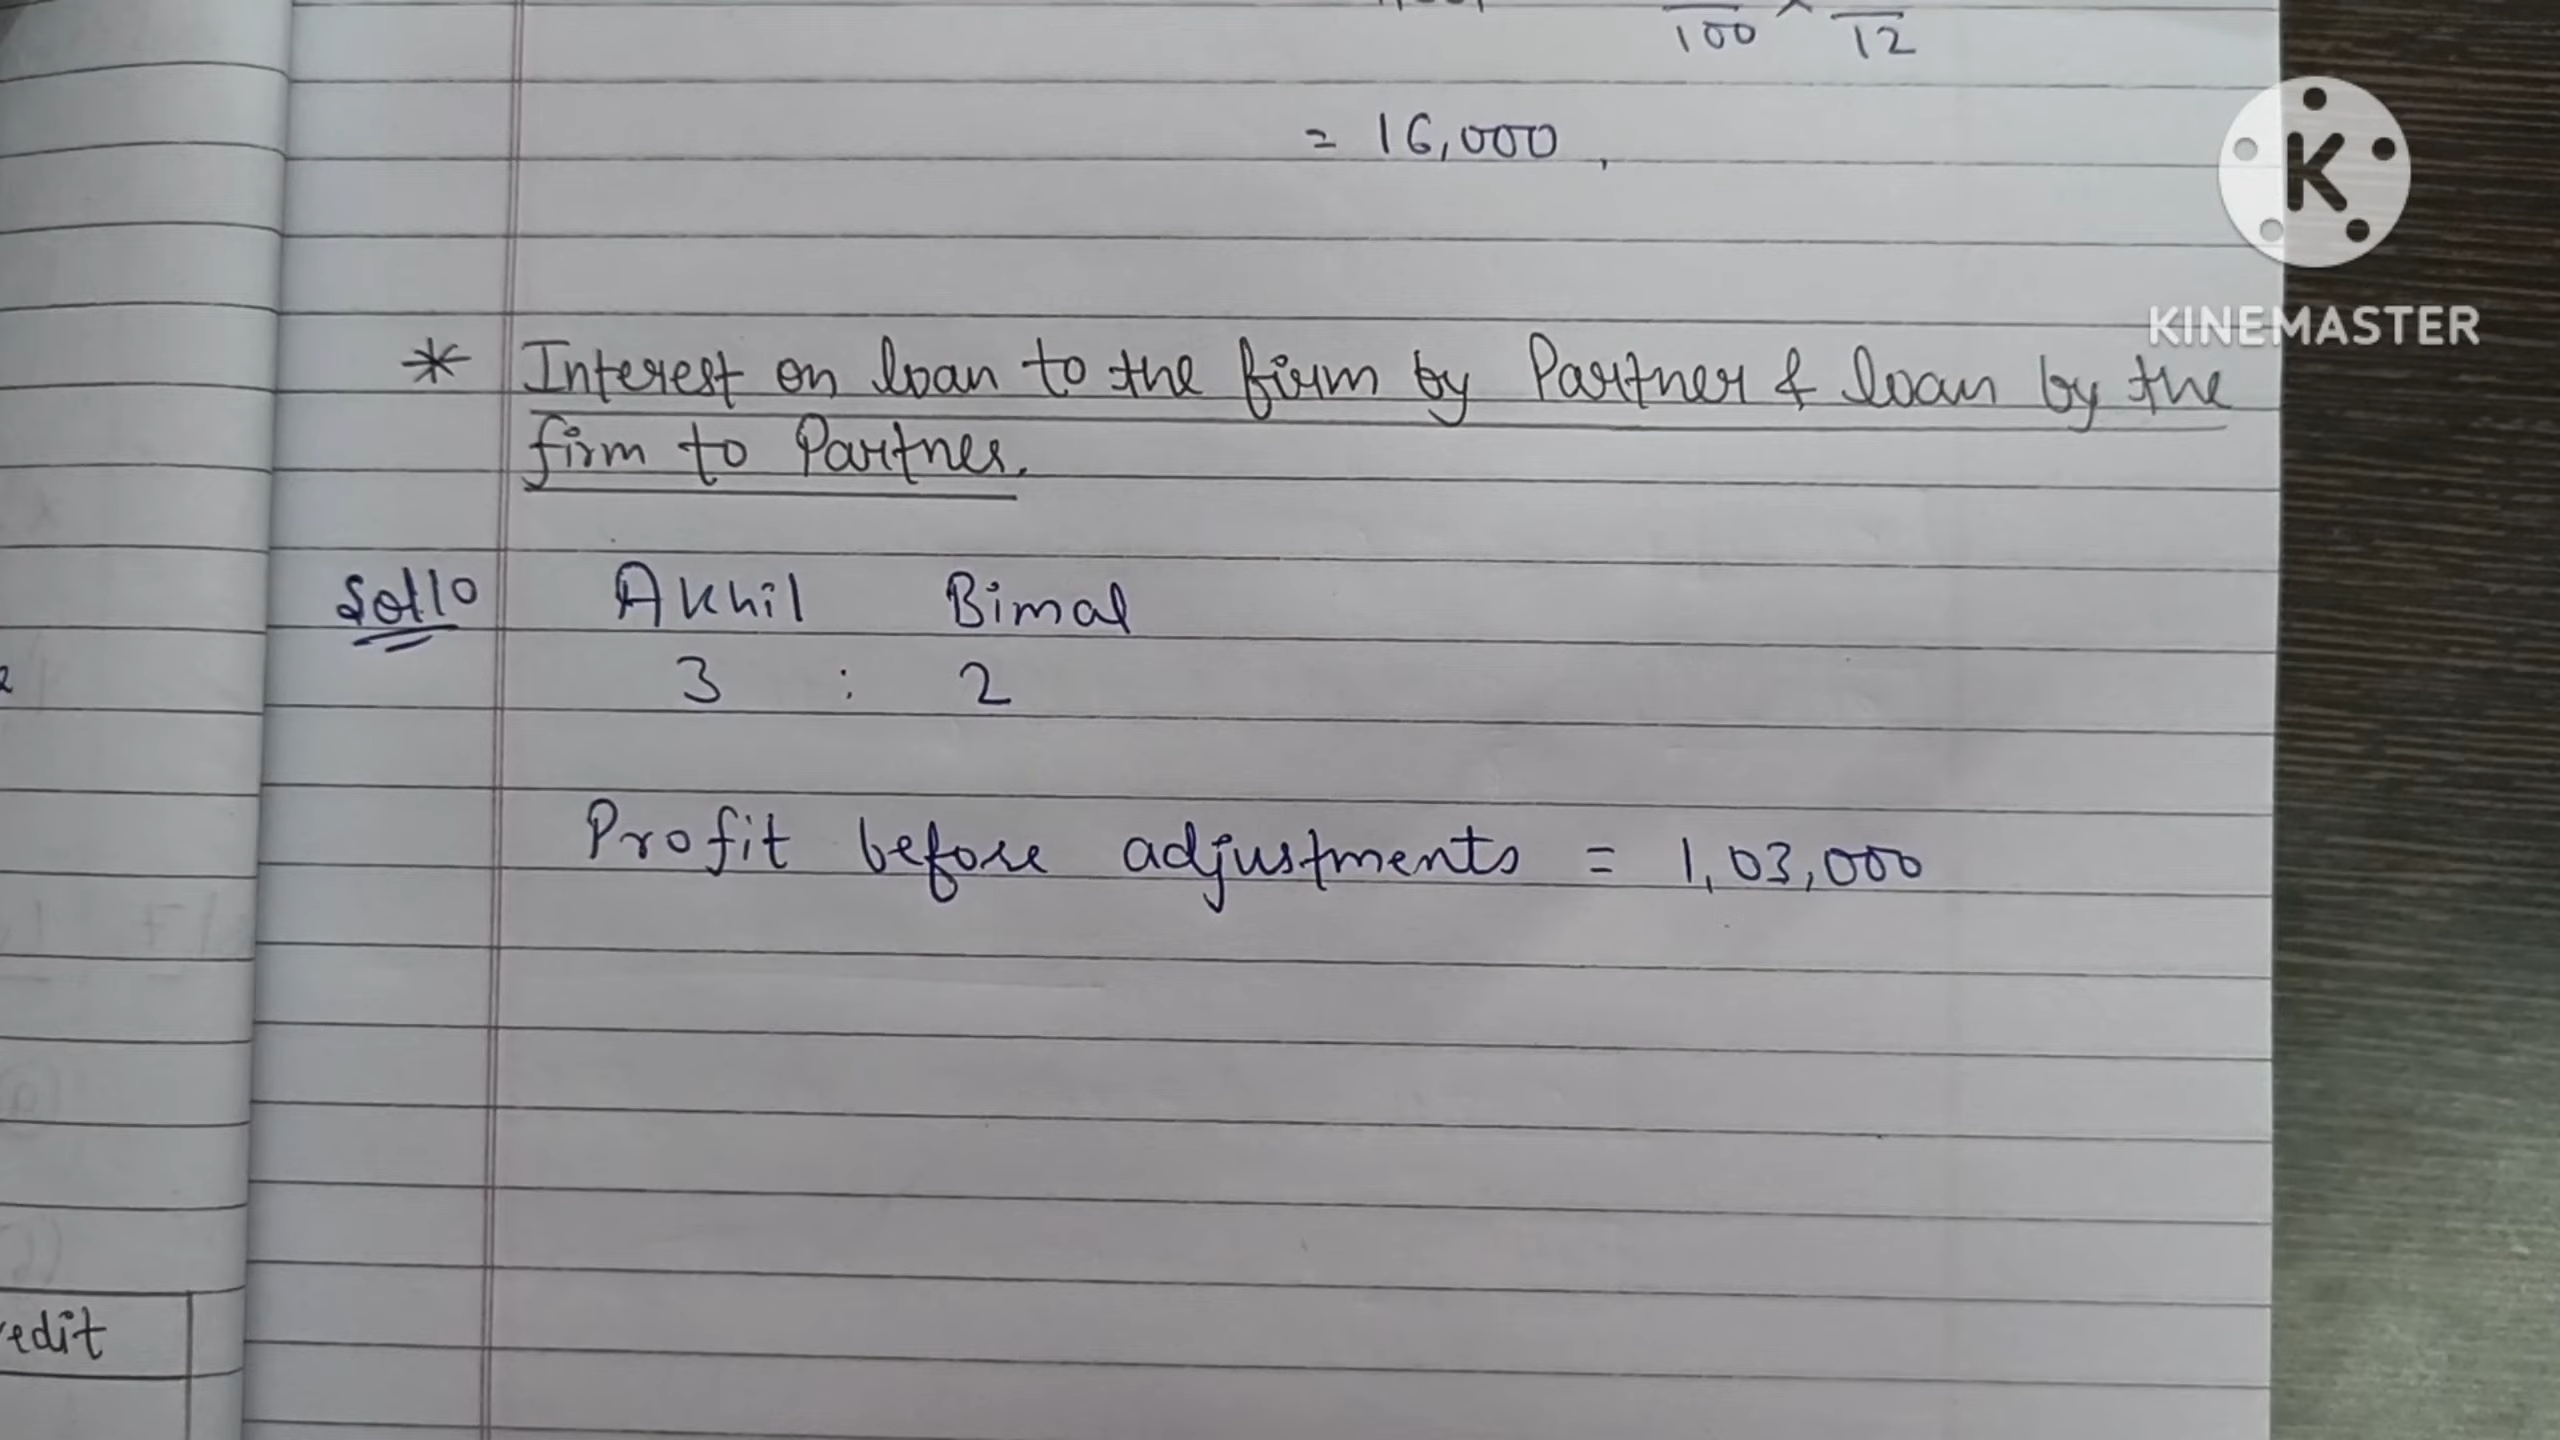 100 × 12
= 16,000
K
KINEMASTER
* Interest on loan to the firm by Partner & loan by the
firm to Partner.
Sol10 Akhil Bimal
3 : 2
Profit before adjustments = 1,03,000
edit